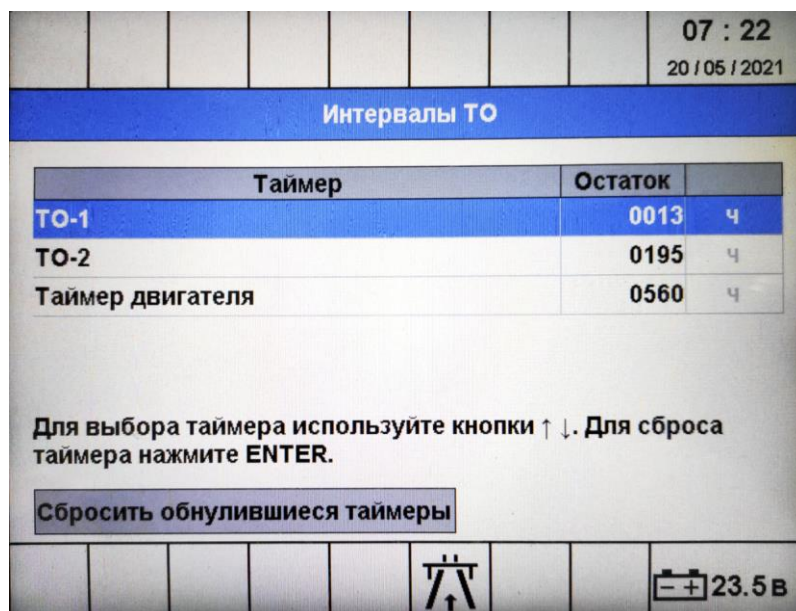 07 : 22
20 / 05 / 2021
Интервалы ТО
Таймер Остаток
ТО-1 0013 ч
ТО-2 0195 ч
Таймер двигателя 0560 ч
Для выбора таймера используйте кнопки ↑ ↓. Для сброса
таймера нажмите ENTER.
Сбросить обнулившиеся таймеры
23.5 в